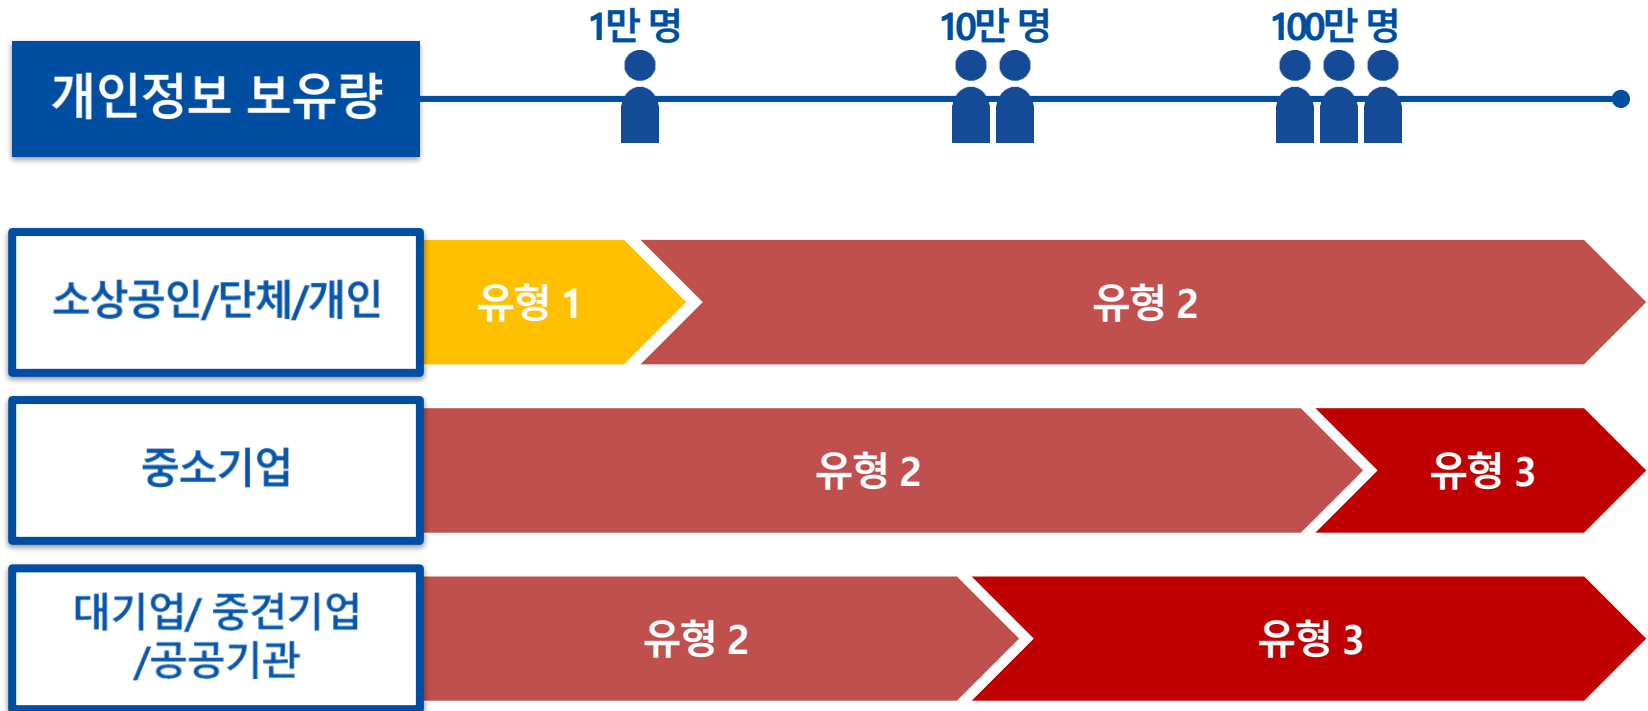 1만 명
10만 명
100만 명
개인정보 보유량
소상공인/단체/개인
유형 1
유형 2
중소기업
유형 2
유형 3
대기업/ 중견기업
/공공기관
유형 2
유형 3